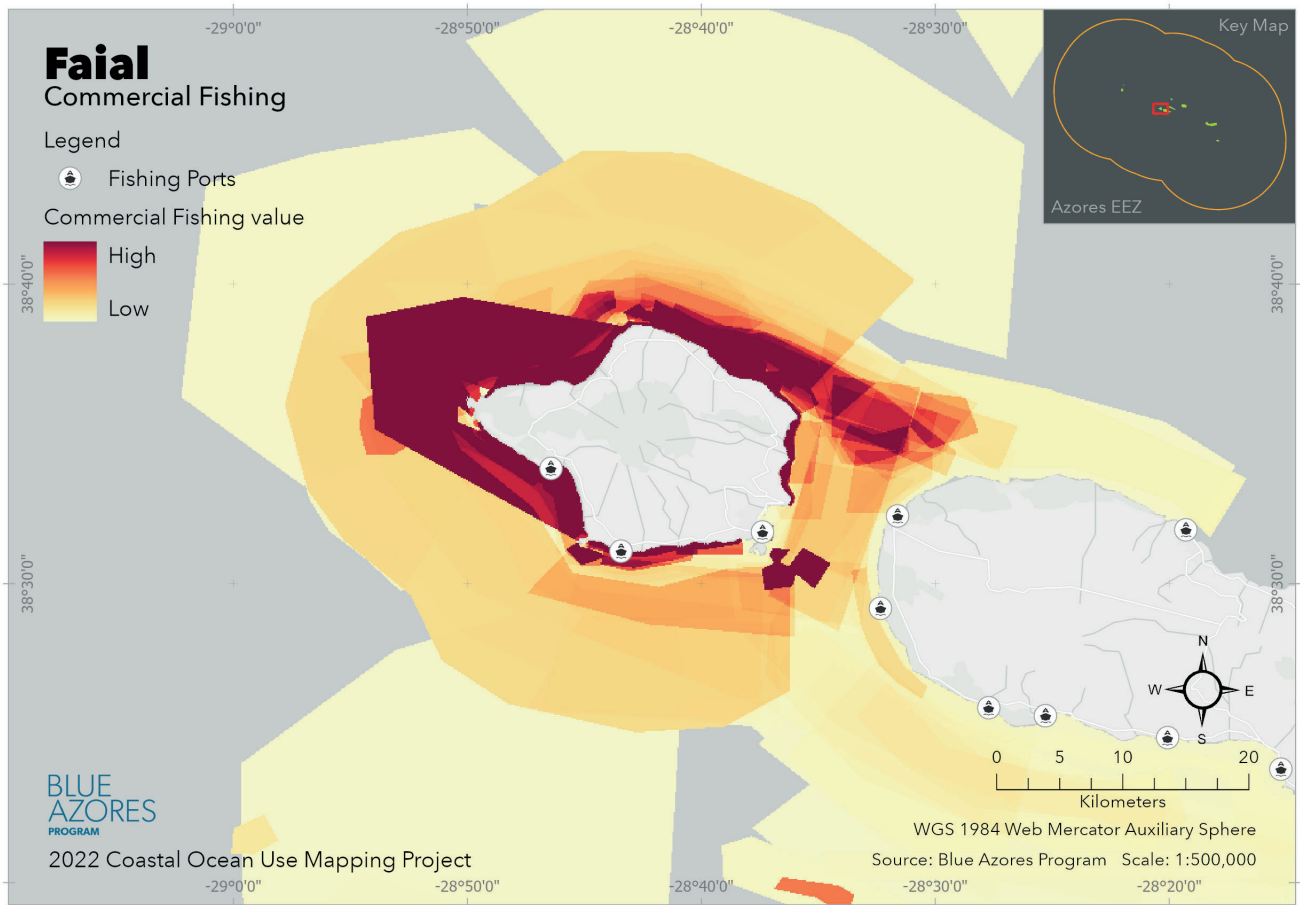 -29°0'0"
-28°50'0"
-28°40'0"
-28°30'0"
Key Map
Azores EEZ
Faial
Commercial Fishing
Legend
Fishing Ports
Commercial Fishing value
High
Low
38°40'0"
38°40'0"
38°30'0"
38°30'0"
N
W
E
S
0 5 10 20
Kilometers
BLUE
AZORES
PROGRAM
2022 Coastal Ocean Use Mapping Project
WGS 1984 Web Mercator Auxiliary Sphere
Source: Blue Azores Program Scale: 1:500,000
-29°0'0"
-28°50'0"
-28°40'0"
-28°30'0"
-28°20'0"